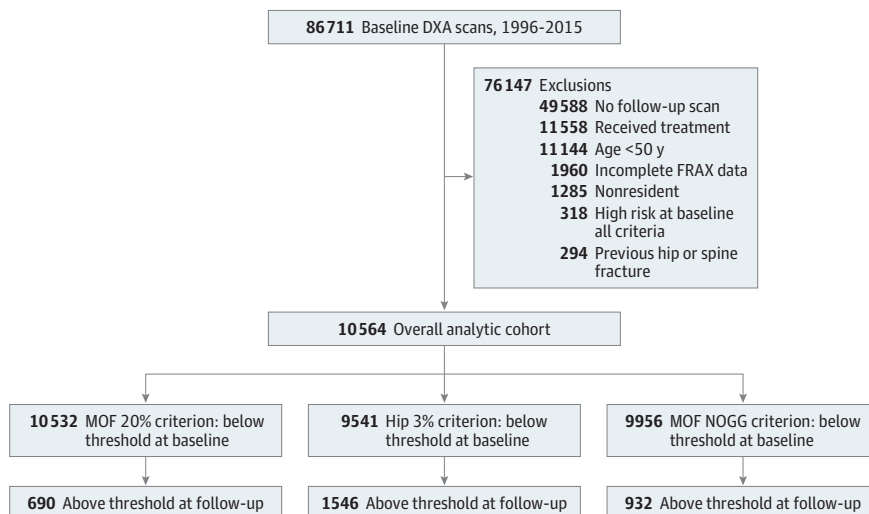 86711 Baseline DXA scans, 1996-2015
76147 Exclusions
49588 No follow-up scan
11558 Received treatment
11144 Age <50 y
1960 Incomplete FRAX data
1285 Nonresident
318 High risk at baseline
all criteria
294 Previous hip or spine
fracture
10564 Overall analytic cohort
10532 MOF 20% criterion: below
threshold at baseline
9541 Hip 3% criterion: below
threshold at baseline
9956 MOF NOGG criterion: below
threshold at baseline
690 Above threshold at follow-up
1546 Above threshold at follow-up
932 Above threshold at follow-up